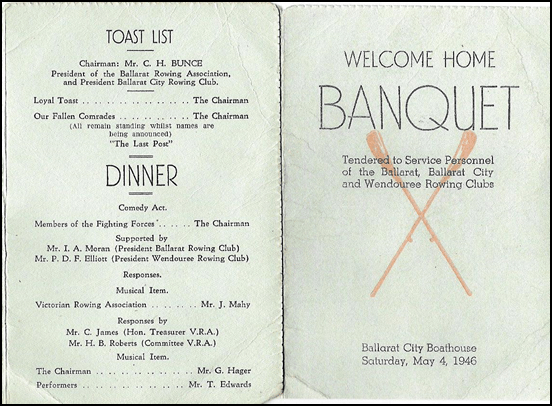 TOAST LIST
Chairman: Mr. C. H. BUNCE
President of the Ballarat Rowing Association,
and President Ballarat City Rowing Club.
Loyal Toast . . . . . . . . . . . . . . . . The Chairman
Our Fallen Comrades . . . . . . . . . The Chairman
(All remain standing whilst names are
being announced)
"The Last Post"
DINNER
Comedy Act.
Members of the Fighting Forces . . . . . . The Chairman
Supported by
Mr. I. A. Moran (President Ballarat Rowing Club)
Mr. P. D. F. Elliott (President Wendouree Rowing Club)
Responses.
Musical Item.
Victorian Rowing Association . . . . . . . . Mr. J. Mahy
Responses by
Mr. C. James (Hon. Treasurer V.R.A.)
Mr. H. B. Roberts (Committee V.R.A.)
Musical Item.
The Chairman . . . . . . . . . . . . . . . Mr. G. Hager
Performers . . . . . . . . . . . . . . . . Mr. T. Edwards
WELCOME HOME
BANQUET
Tendered to Service Personnel
of the Ballarat, Ballarat City
and Wendouree Rowing Clubs
Ballarat City Boathouse
Saturday, May 4, 1946